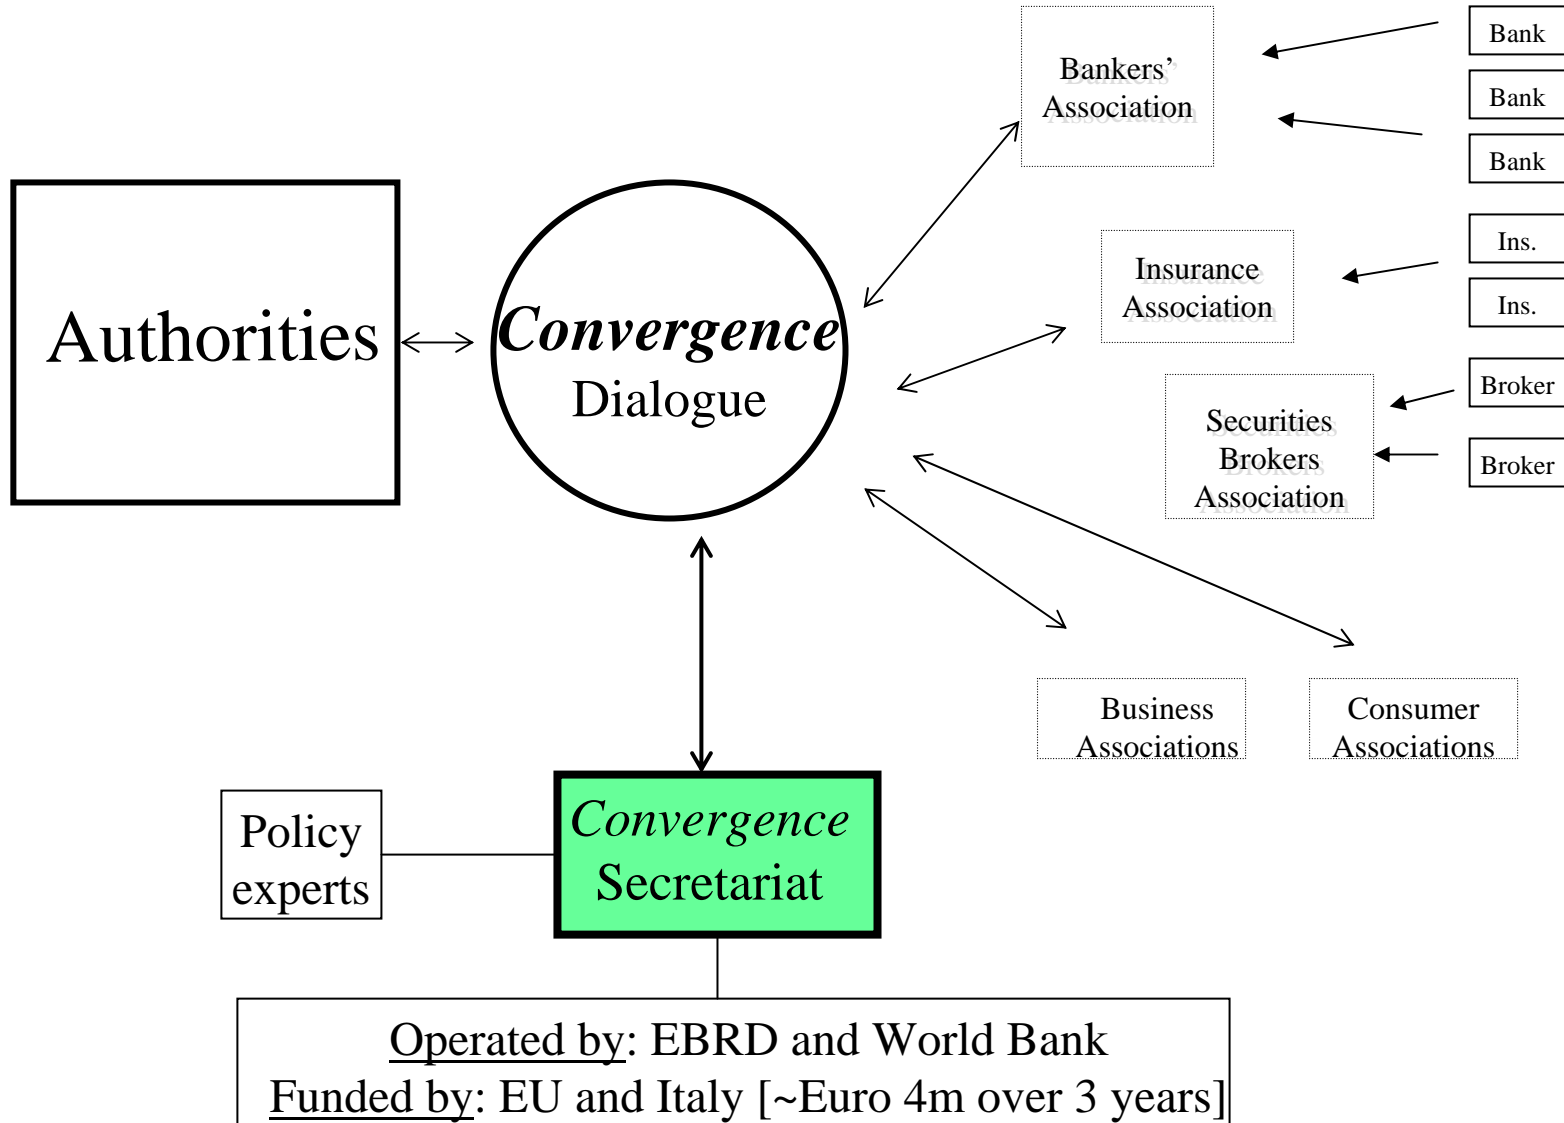 Bankers’
Association
Bank
Bank
Bank
Authorities
Convergence
Dialogue
Insurance
Association
Ins.
Ins.
Securities
Brokers
Association
Broker
Broker
Business
Associations
Consumer
Associations
Policy
experts
Convergence
Secretariat
Operated by: EBRD and World Bank
Funded by: EU and Italy [~Euro 4m over 3 years]